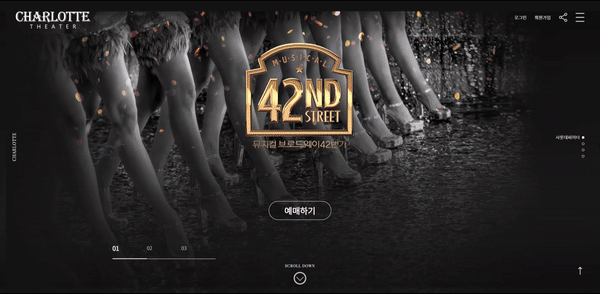 CHARLOTTE
THEATER
로그인
회원가입
MUSICAL
42ND
STREET
뮤지컬 브로드웨이42번가
CHARLOTTE
샤롯데씨어터
예매하기
01
02
03
SCROLL DOWN